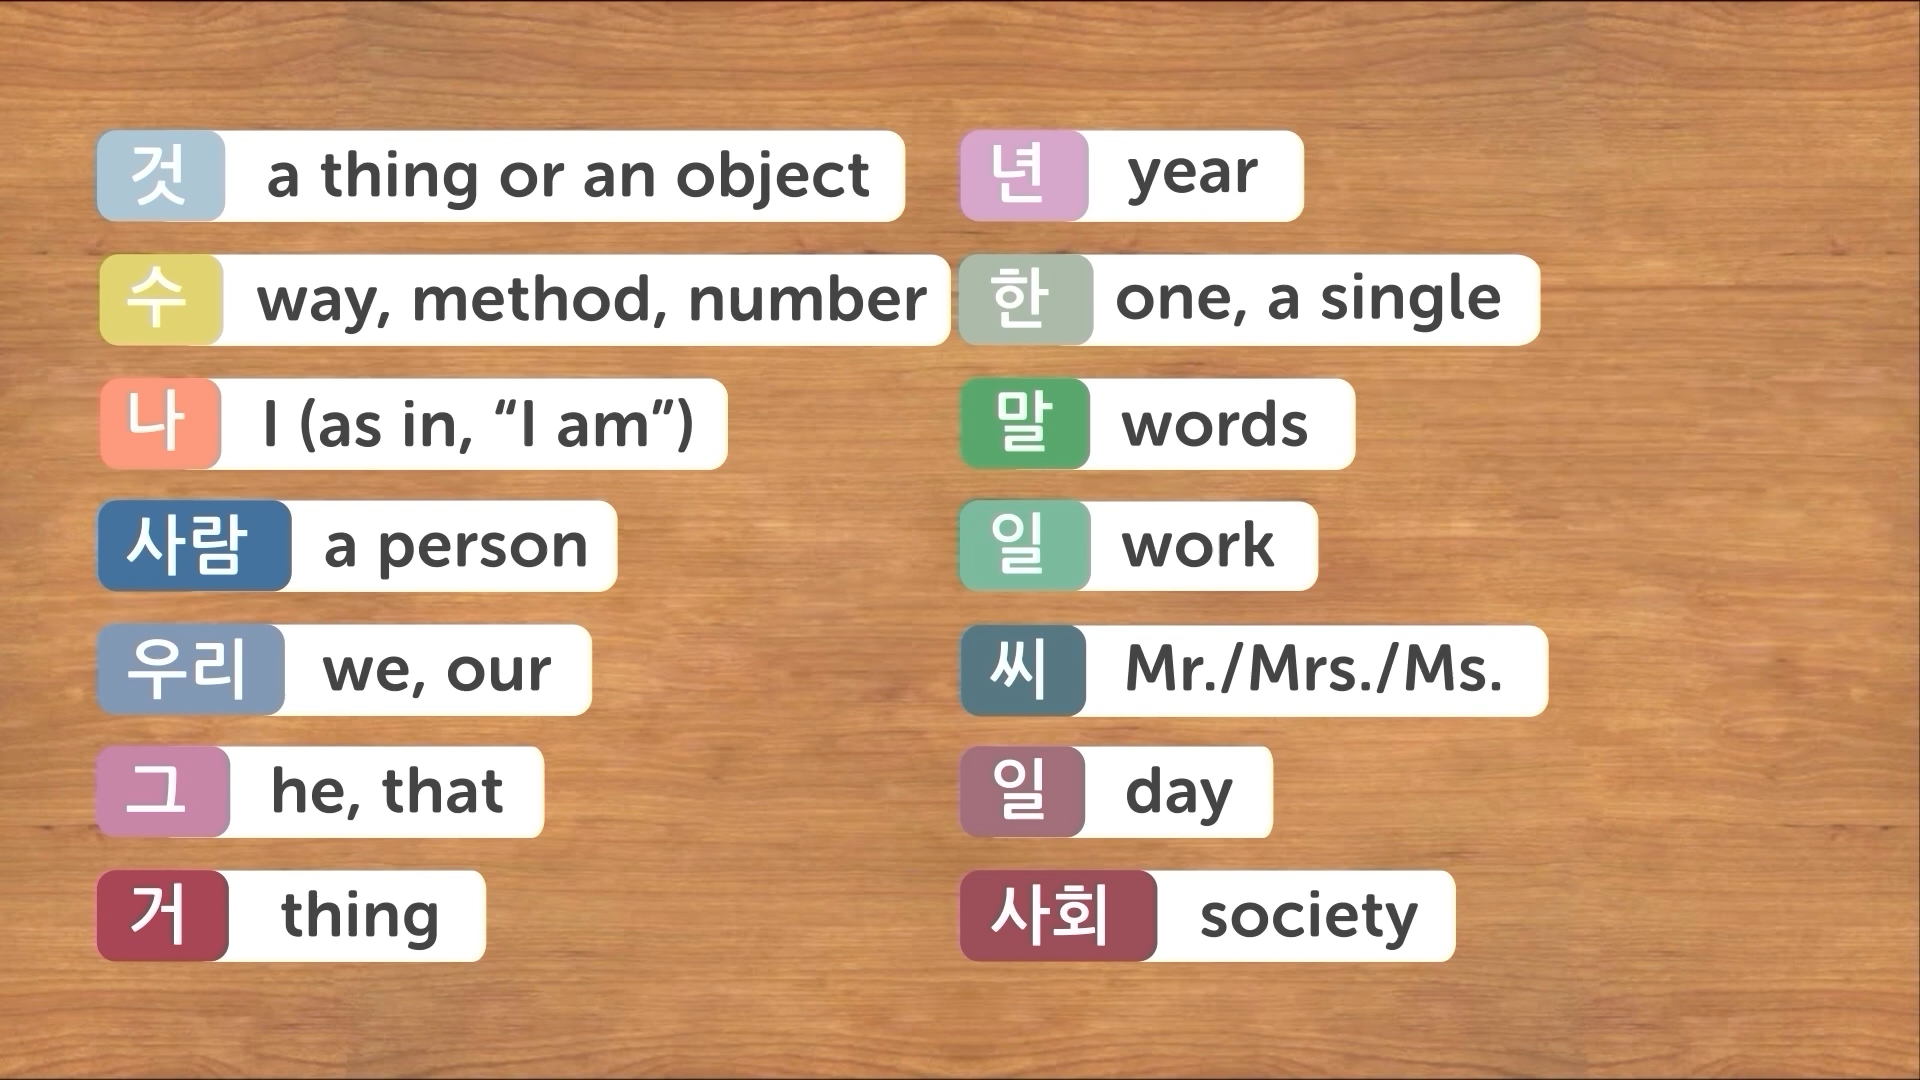 것 a thing or an object
수 way, method, number
나 I (as in, “I am”)
사람 a person
우리 we, our
그 he, that
거 thing
년 year
한 one, a single
말 words
일 work
씨 Mr./Mrs./Ms.
일 day
사회 society